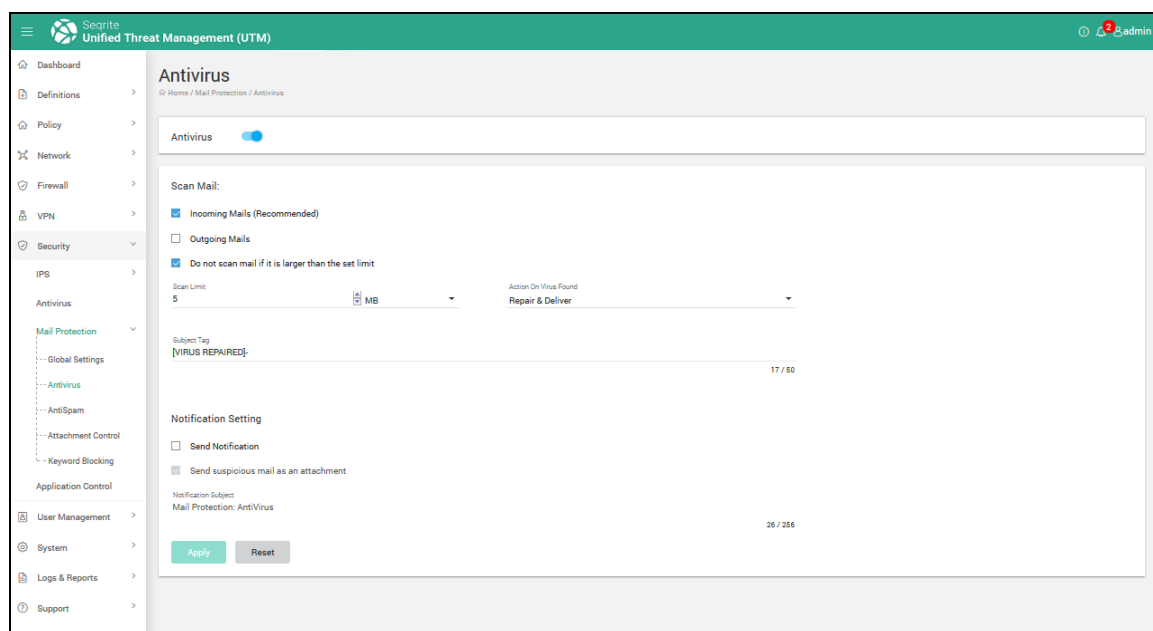 Seqrite
Unified Threat Management (UTM)
2
admin
Dashboard
Definitions
Policy
Network
Firewall
VPN
Security
IPS
Antivirus
Mail Protection
Global Settings
Antivirus
AntiSpam
Attachment Control
Keyword Blocking
Application Control
User Management
System
Logs & Reports
Support
Antivirus
Home / Mail Protection / Antivirus
Antivirus
Scan Mail:
Incoming Mails (Recommended)
Outgoing Mails
Do not scan mail if it is larger than the set limit
Scan Limit
5 MB
Action On Virus Found
Repair & Deliver
Subject Tag
[VIRUS REPAIRED]-
17 / 50
Notification Setting
Send Notification
Send suspicious mail as an attachment
Notification Subject
Mail Protection: AntiVirus
26 / 256
Apply Reset